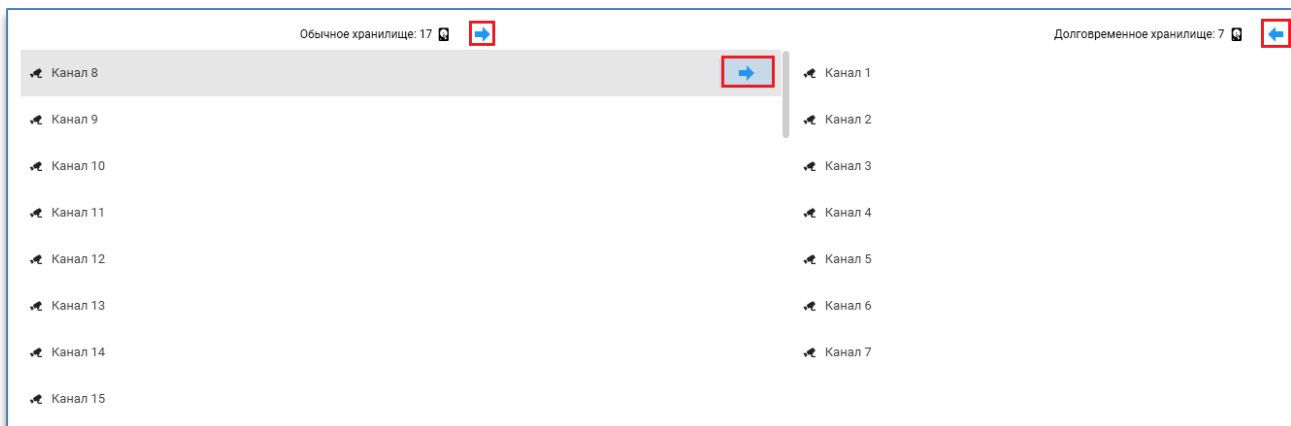 Обычное хранилище: 17
Канал 8
Канал 9
Канал 10
Канал 11
Канал 12
Канал 13
Канал 14
Канал 15
Долговременное хранилище: 7
Канал 1
Канал 2
Канал 3
Канал 4
Канал 5
Канал 6
Канал 7